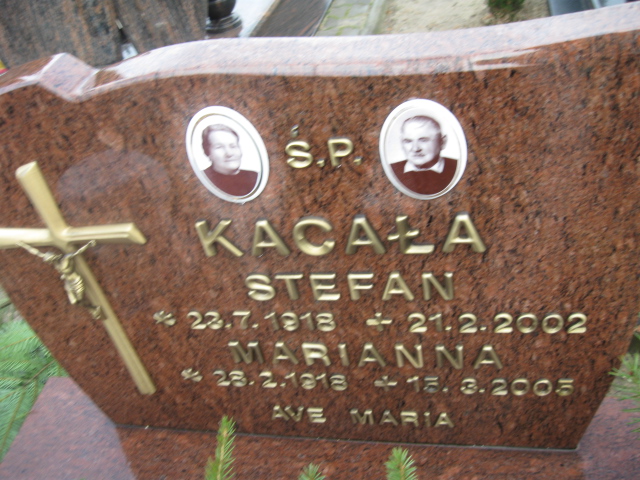 Ś.P.
KACAŁA
STEFAN
* 23.7.1918 + 21.2.2002
MARIANNA
* 28.2.1918 + 15.3.2005
AVE MARIA